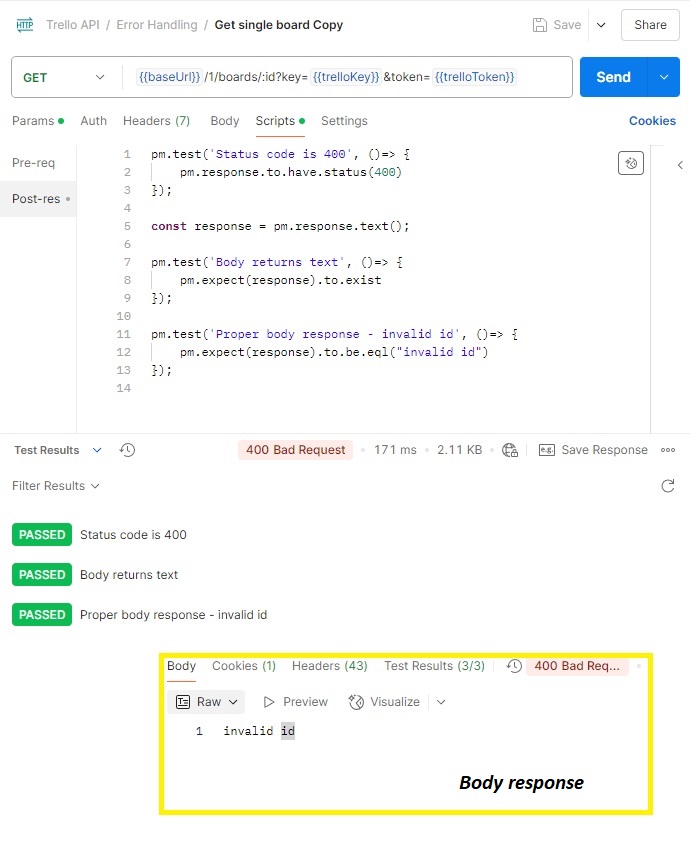 HTTP Trello API / Error Handling / Get single board Copy Save Share
GET {{baseUrl}} /1/boards/:id?key= {{trelloKey}} &token= {{trelloToken}} Send
Params Auth Headers (7) Body Scripts Settings Cookies
Pre-req
Post-res
1 pm.test('Status code is 400', ()=> {
2 pm.response.to.have.status(400)
3 });
4
5 const response = pm.response.text();
6
7 pm.test('Body returns text', ()=> {
8 pm.expect(response).to.exist
9 });
10
11 pm.test('Proper body response - invalid id', ()=> {
12 pm.expect(response).to.be.eql("invalid id")
13 });
14
Test Results 400 Bad Request • 171 ms • 2.11 KB • e.g. Save Response
Filter Results
PASSED Status code is 400
PASSED Body returns text
PASSED Proper body response - invalid id
Body Cookies (1) Headers (43) Test Results (3/3) 400 Bad Req...
Raw Preview Visualize
1 invalid id
Body response